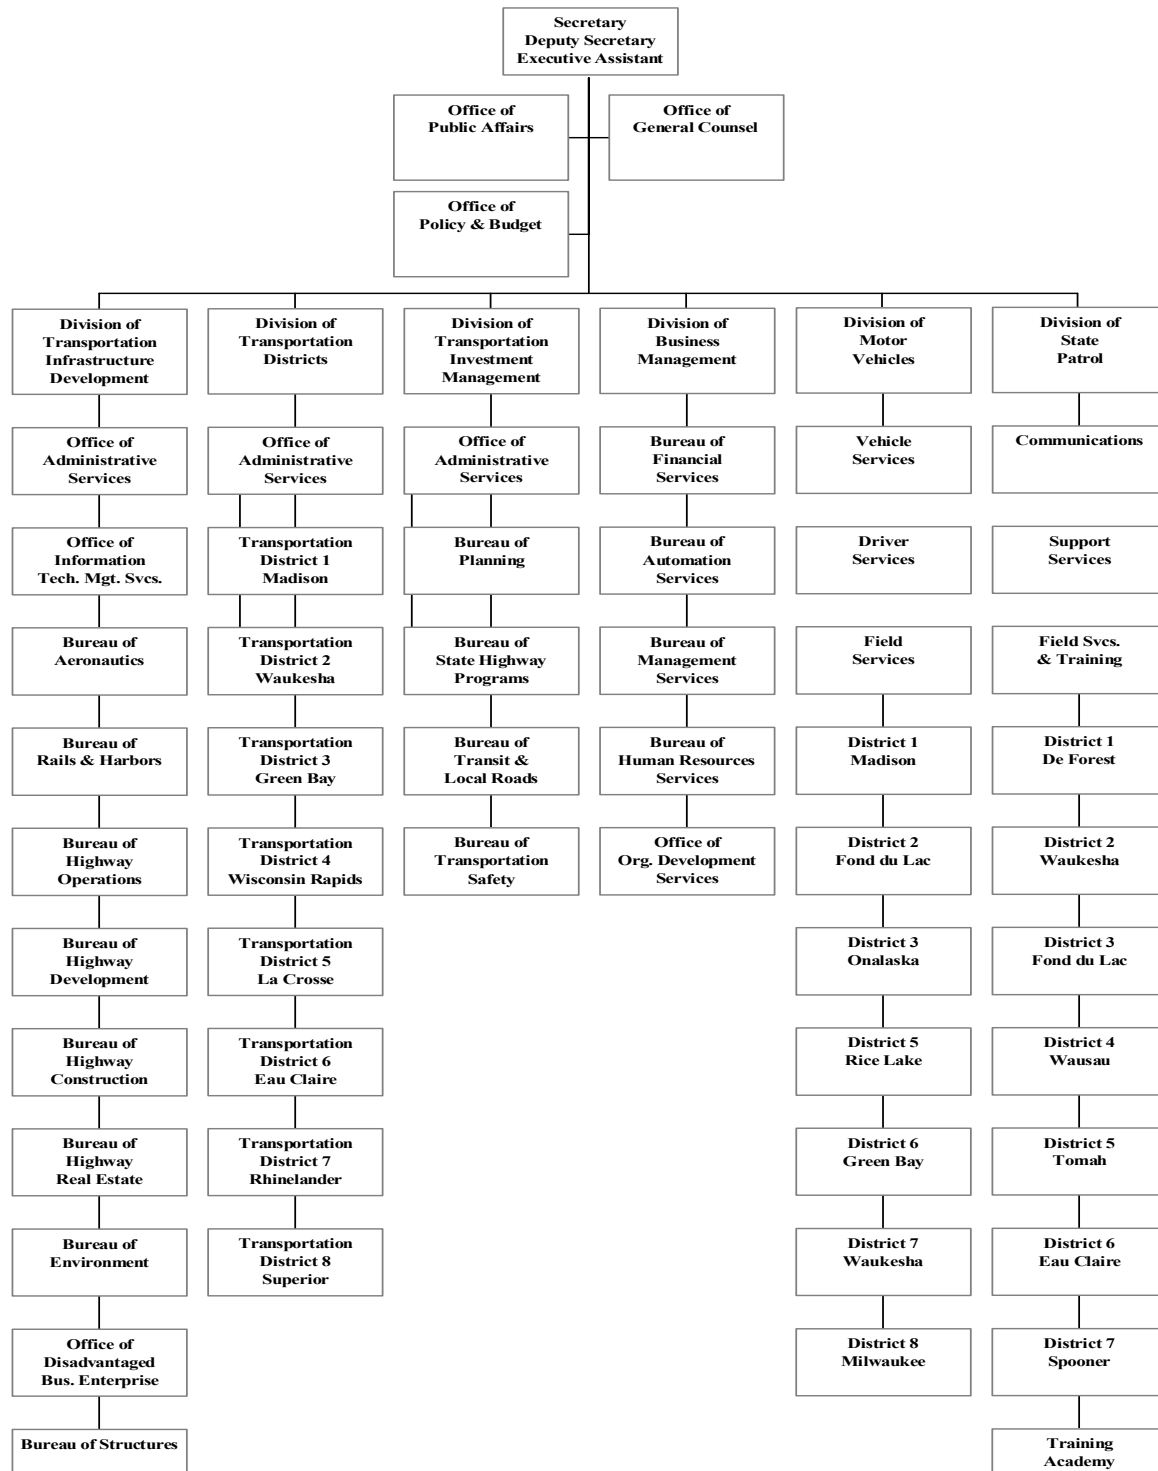 Secretary
Deputy Secretary
Executive Assistant
Office of
Public Affairs
Office of
General Counsel
Office of
Policy & Budget
Division of
Transportation
Infrastructure
Development
Division of
Transportation
Districts
Division of
Transportation
Investment
Management
Division of
Business
Management
Division of
Motor
Vehicles
Division of
State
Patrol
Office of
Administrative
Services
Office of
Administrative
Services
Office of
Administrative
Services
Bureau of
Financial
Services
Vehicle
Services
Communications
Office of
Information
Tech. Mgt. Svcs.
Transportation
District 1
Madison
Bureau of
Planning
Bureau of
Automation
Services
Driver
Services
Support
Services
Bureau of
Aeronautics
Transportation
District 2
Waukesha
Bureau of
State Highway
Programs
Bureau of
Management
Services
Field
Services
Field Svcs.
& Training
Bureau of
Rails & Harbors
Transportation
District 3
Green Bay
Bureau of
Transit &
Local Roads
Bureau of
Human Resources
Services
District 1
Madison
District 1
De Forest
Bureau of
Highway
Operations
Transportation
District 4
Wisconsin Rapids
Bureau of
Transportation
Safety
Office of
Org. Development
Services
District 2
Fond du Lac
District 2
Waukesha
Bureau of
Highway
Development
Transportation
District 5
La Crosse
District 3
Onalaska
District 3
Fond du Lac
Bureau of
Highway
Construction
Transportation
District 6
Eau Claire
District 5
Rice Lake
District 4
Wausau
Bureau of
Highway
Real Estate
Transportation
District 7
Rhinelander
District 6
Green Bay
District 5
Tomah
Bureau of
Environment
Transportation
District 8
Superior
District 7
Waukesha
District 6
Eau Claire
Office of
Disadvantaged
Bus. Enterprise
District 8
Milwaukee
District 7
Spooner
Bureau of Structures
Training
Academy